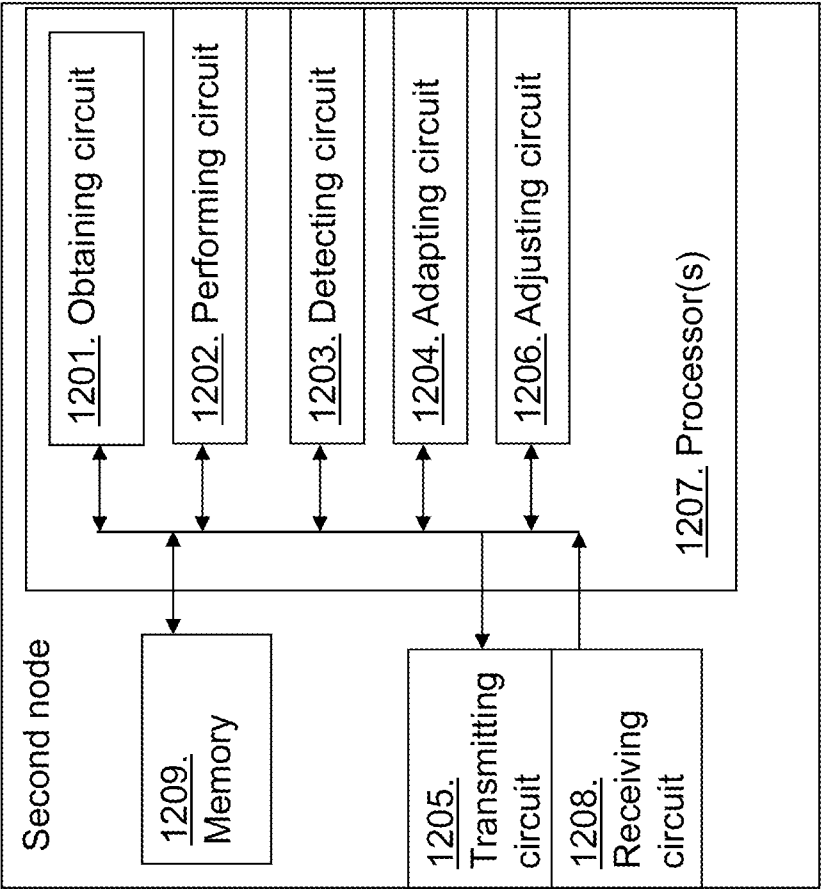 Second node
1209.
Memory
1205.
Transmitting
circuit
1208.
Receiving
circuit
1201. Obtaining circuit
1202. Performing circuit
1203. Detecting circuit
1204. Adapting circuit
1206. Adjusting circuit
1207. Processor(s)